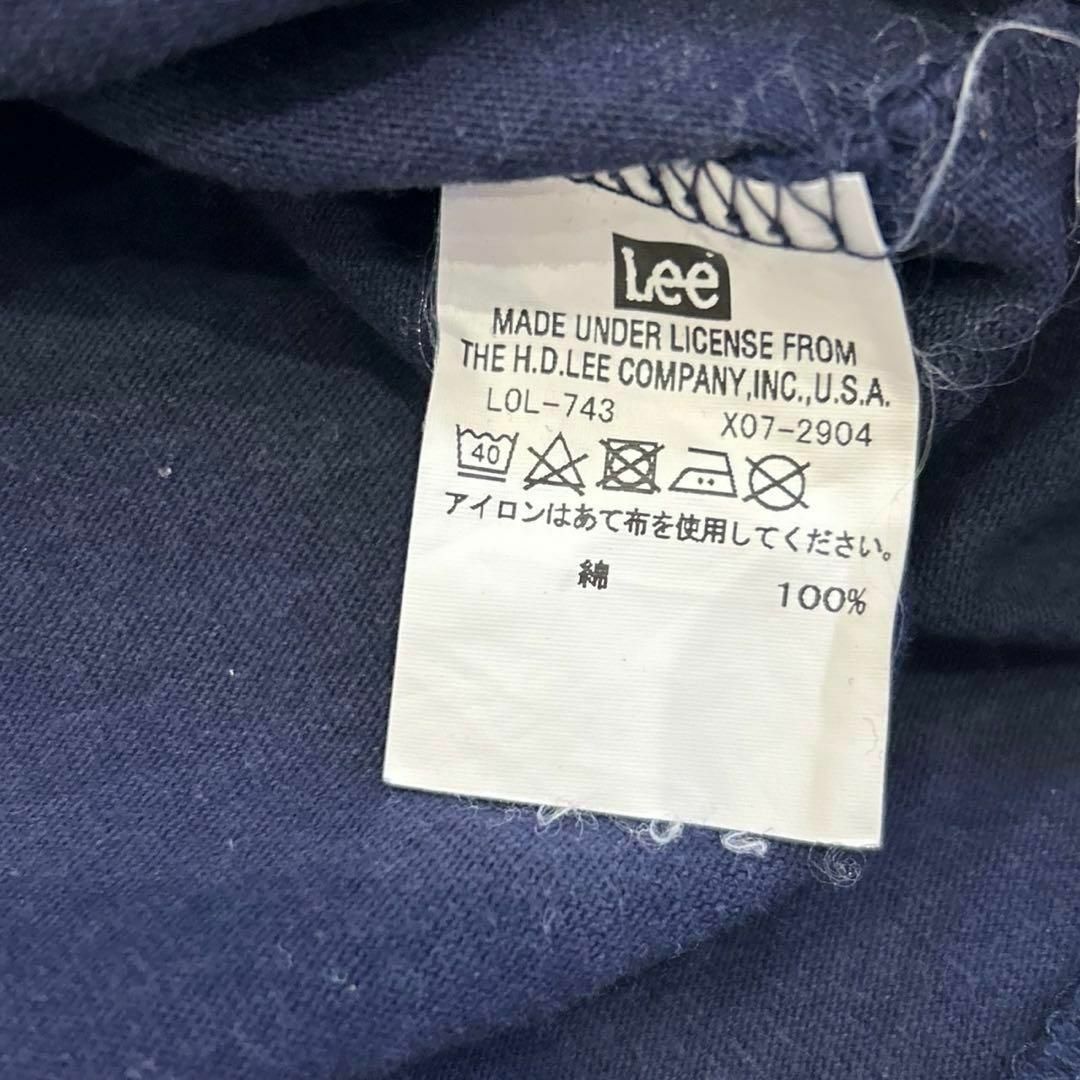 Lee
MADE UNDER LICENSE FROM
THE H.D.LEE COMPANY,INC.,U.S.A.
LOL-743 X07-2904
40
アイロンはあて布を使用してください。
綿 100%